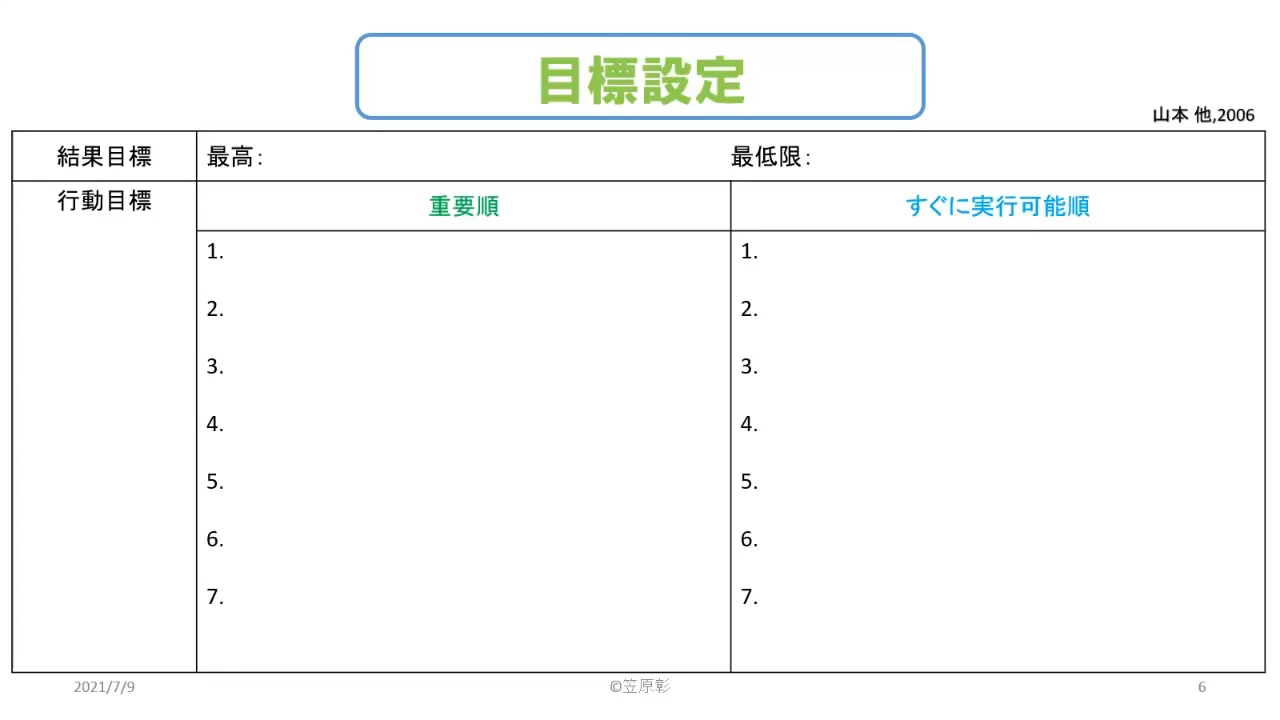 目標設定
山本 他,2006
結果目標 最高: 最低限:
行動目標 重要順 すぐに実行可能順
1. 1.
2. 2.
3. 3.
4. 4.
5. 5.
6. 6.
7. 7.
2021/7/9 ©笠原彰 6